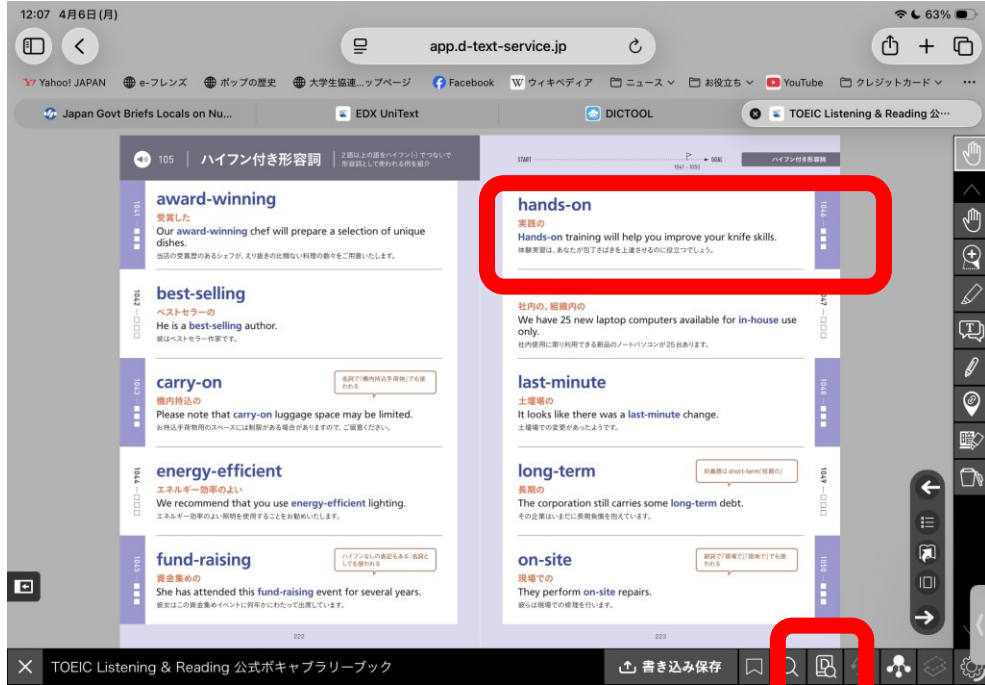 12:07 4月6日(月)
63%
app.d-text-service.jp
Yahoo! JAPAN
e-フレンズ
ポップの歴史
大学生協連...ップページ
Facebook
ウィキペディア
ニュース
お役立ち
YouTube
クレジットカード
Japan Govt Briefs Locals on Nu...
EDX UniText
DICTOOL
TOEIC Listening & Reading 公…
105 ハイフン付き形容詞
2語以上の語をハイフン(-)でつないで
形容詞として使われる例を紹介
1041
award-winning
受賞した
Our award-winning chef will prepare a selection of unique
dishes.
当店の受賞歴のあるシェフが、えり抜きの比類ない料理の数々をご用意いたします。
1042
best-selling
ベストセラーの
He is a best-selling author.
彼はベストセラー作家です。
1043
carry-on
名詞で「機内持込手荷物」でも使
われる
機内持込の
Please note that carry-on luggage space may be limited.
お持込手荷物用のスペースには制限がある場合がありますので、ご留意ください。
1044
energy-efficient
エネルギー効率のよい
We recommend that you use energy-efficient lighting.
エネルギー効率のよい照明を使用することをお勧めいたします。
1045
fund-raising
ハイフンなしの表記もある。名詞と
しても使われる
資金集めの
She has attended this fund-raising event for several years.
彼女はこの資金集めイベントに何年かにわたって出席しています。
222
START
GOAL
1041 - 1050
ハイフン付き形容詞
hands-on
1046
実践の
Hands-on training will help you improve your knife skills.
体験実習は、あなたが包丁さばきを上達させるのに役立つでしょう。
社内の、組織内の
We have 25 new laptop computers available for in-house use
only.
社内使用に限り利用できる新品のノートパソコンが25台あります。
last-minute
1048
土壇場の
It looks like there was a last-minute change.
土壇場での変更があったようです。
long-term
対義語は short-term「短期の」
1049
長期の
The corporation still carries some long-term debt.
その企業はいまだに長期負債を抱えています。
on-site
副詞で「現場で」「現地で」でも使
われる
1050
現場での
They perform on-site repairs.
彼らは現場での修理を行います。
223
TOEIC Listening & Reading 公式ボキャブラリーブック
書き込み保存